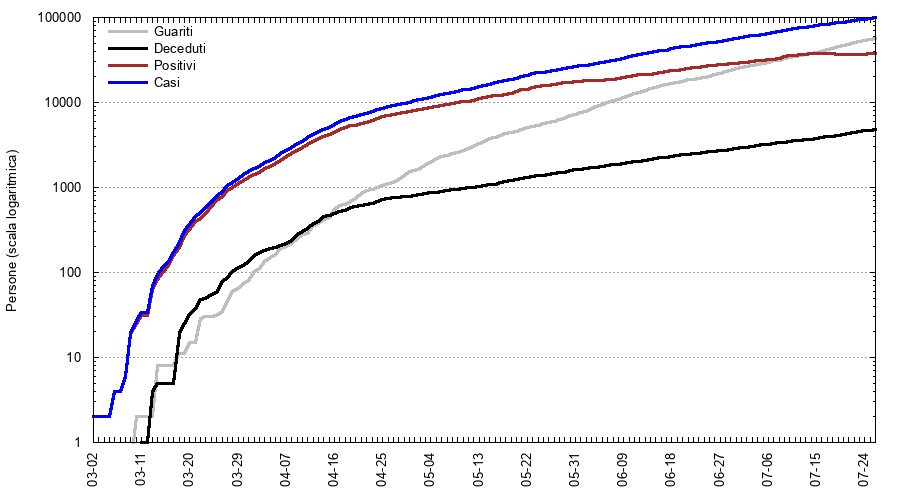 Guariti
Deceduti
Positivi
Casi
Persone (scala logaritmica)
100000
10000
1000
100
10
1
03-02 03-11 03-20 03-29 04-07 04-16 04-25 05-04 05-13 05-22 05-31 06-09 06-18 06-27 07-06 07-15 07-24